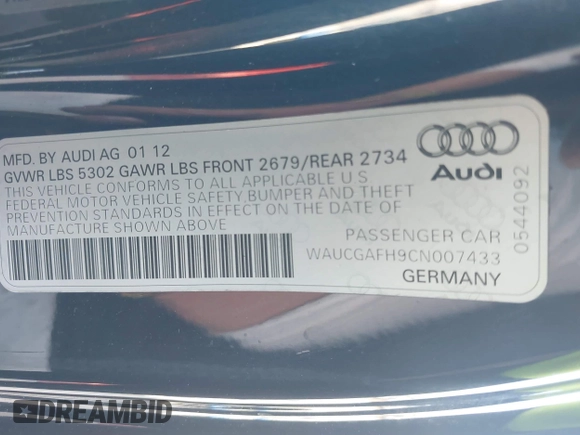 MFD. BY AUDI AG 01 12
GVWR LBS 5302 GAWR LBS FRONT 2679/REAR 2734
THIS VEHICLE CONFORMS TO ALL APPLICABLE U S
FEDERAL MOTOR VEHICLE SAFETY, BUMPER AND THEFT
PREVENTION STANDARDS IN EFFECT ON THE DATE OF
MANUFACTURE SHOWN ABOVE
Audi
PASSENGER CAR
WAUCGAFH9CN007433
GERMANY
0544092
DREAMBID